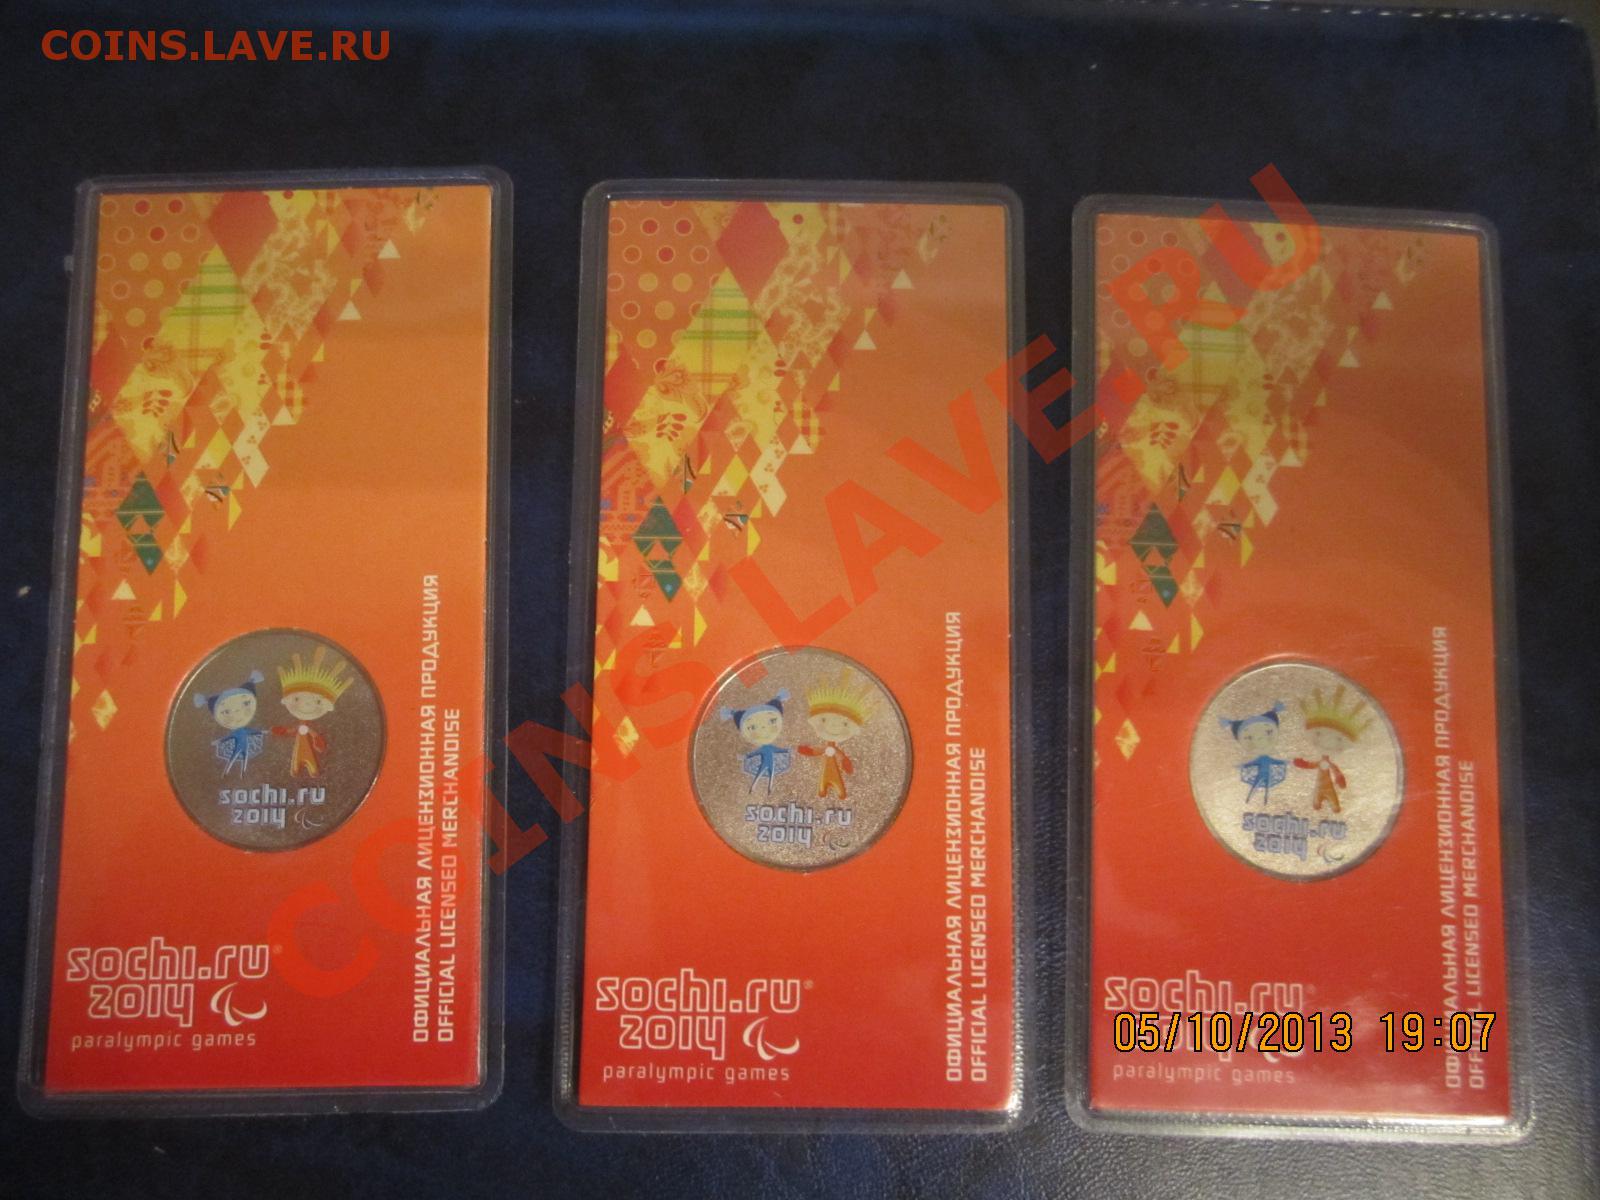 COINS.LAVE.RU
COINS.LAVE.RU
sochi.ru
2014
ОФИЦИАЛЬНАЯ ЛИЦЕНЗИОННАЯ ПРОДУКЦИЯ
OFFICIAL LICENSED MERCHANDISE
sochi.ru®
2014
paralympic games
sochi.ru
2014
ОФИЦИАЛЬНАЯ ЛИЦЕНЗИОННАЯ ПРОДУКЦИЯ
OFFICIAL LICENSED MERCHANDISE
sochi.ru®
2014
paralympic games
sochi.ru
2014
ОФИЦИАЛЬНАЯ ЛИЦЕНЗИОННАЯ ПРОДУКЦИЯ
OFFICIAL LICENSED MERCHANDISE
sochi.ru®
2014
paralympic games
05/10/2013 19:07